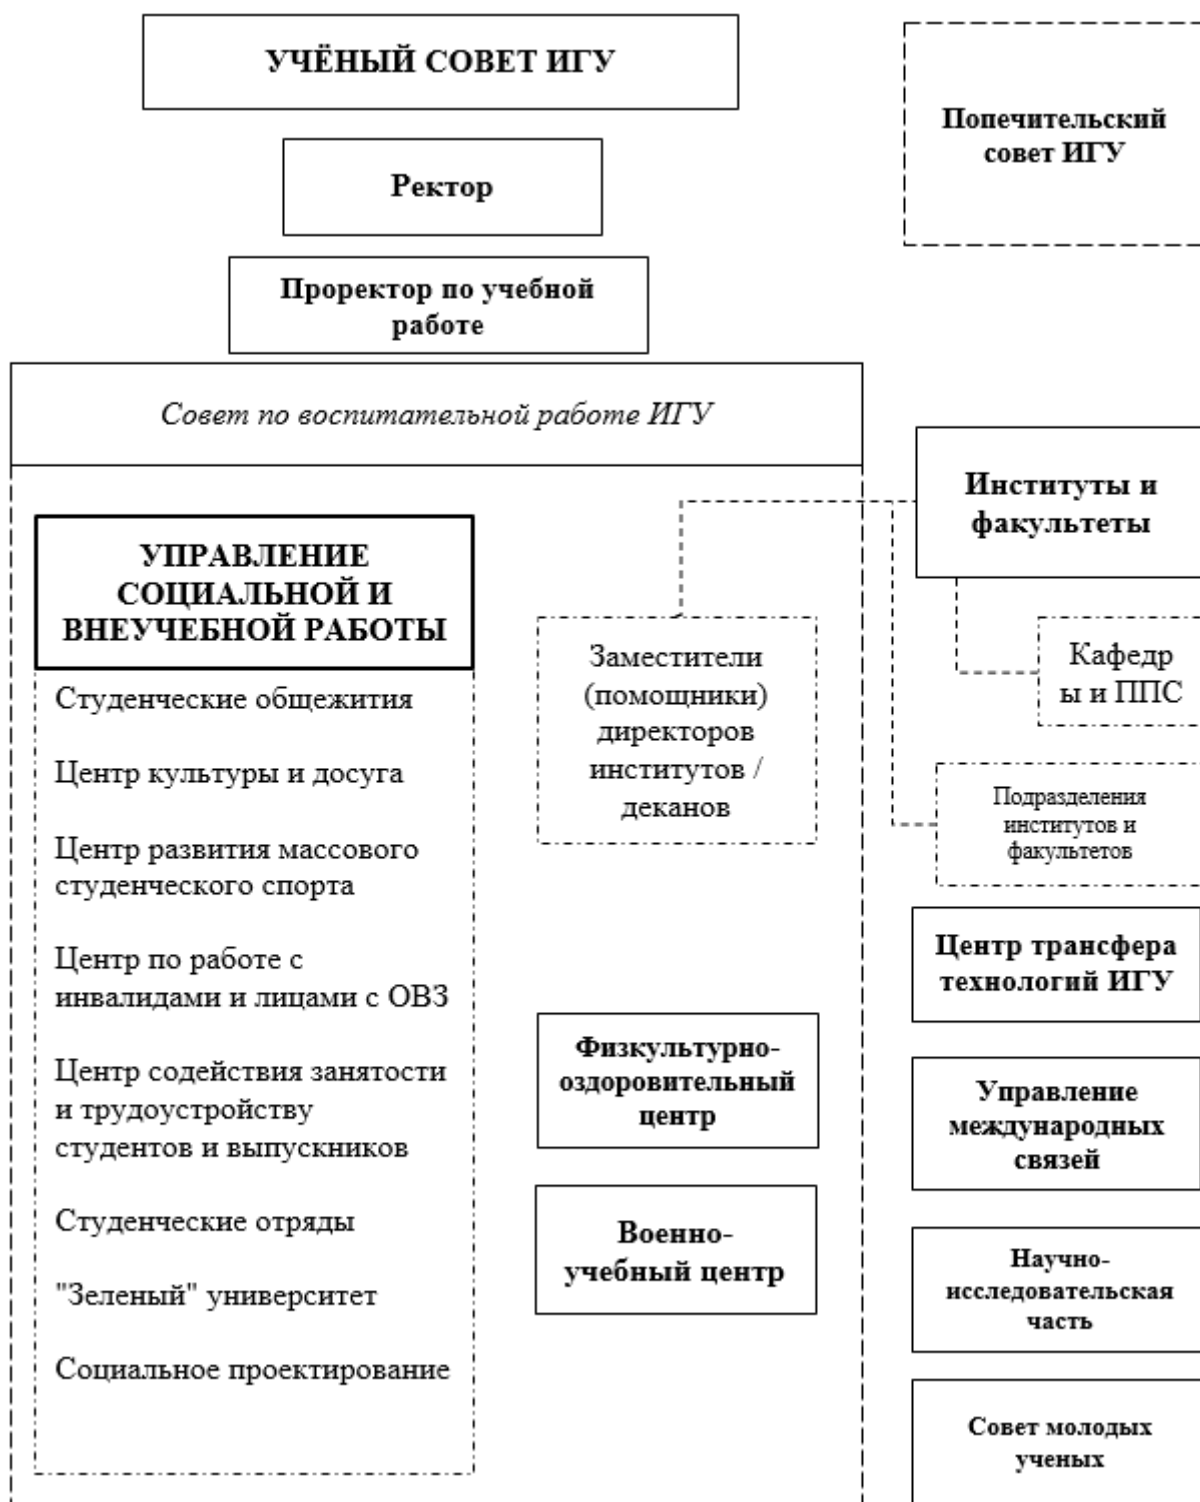 УЧЁНЫЙ СОВЕТ ИГУ
Попечительский
совет ИГУ
Ректор
Проректор по учебной
работе
Совет по воспитательной работе ИГУ
УПРАВЛЕНИЕ
СОЦИАЛЬНОЙ И
ВНЕУЧЕБНОЙ РАБОТЫ
Студенческие общежития
Центр культуры и досуга
Центр развития массового
студенческого спорта
Центр по работе с
инвалидами и лицами с ОВЗ
Центр содействия занятости
и трудоустройству
студентов и выпускников
Студенческие отряды
"Зеленый" университет
Социальное проектирование
Заместители
(помощники)
директоров
институтов /
деканов
Физкультурно-
оздоровительный
центр
Военно-
учебный центр
Институты и
факультеты
Кафедр
ы и ППС
Подразделения
институтов и
факультетов
Центр трансфера
технологий ИГУ
Управление
международных
связей
Научно-
исследовательская
часть
Совет молодых
ученых